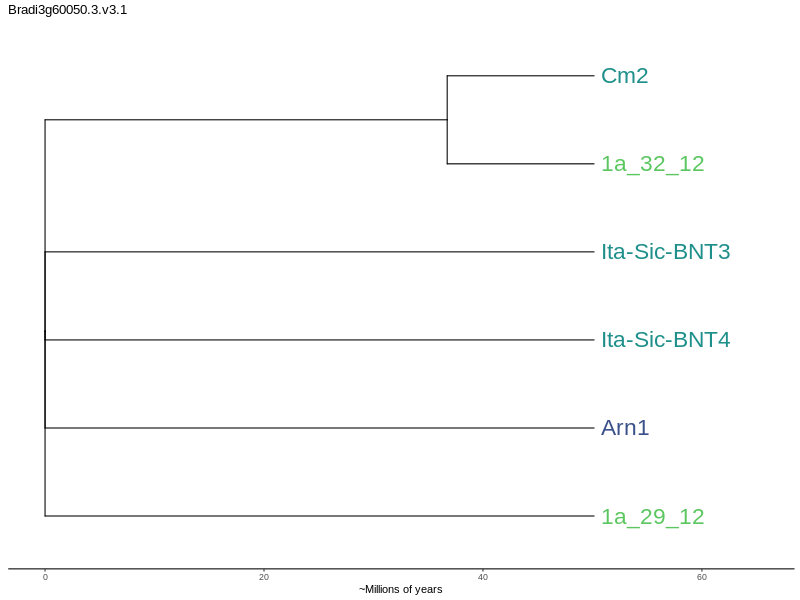 Bradi3g60050.3.v3.1
Cm2
1a_32_12
Ita-Sic-BNT3
Ita-Sic-BNT4
Arn1
1a_29_12
0 20 40 60
~Millions of years